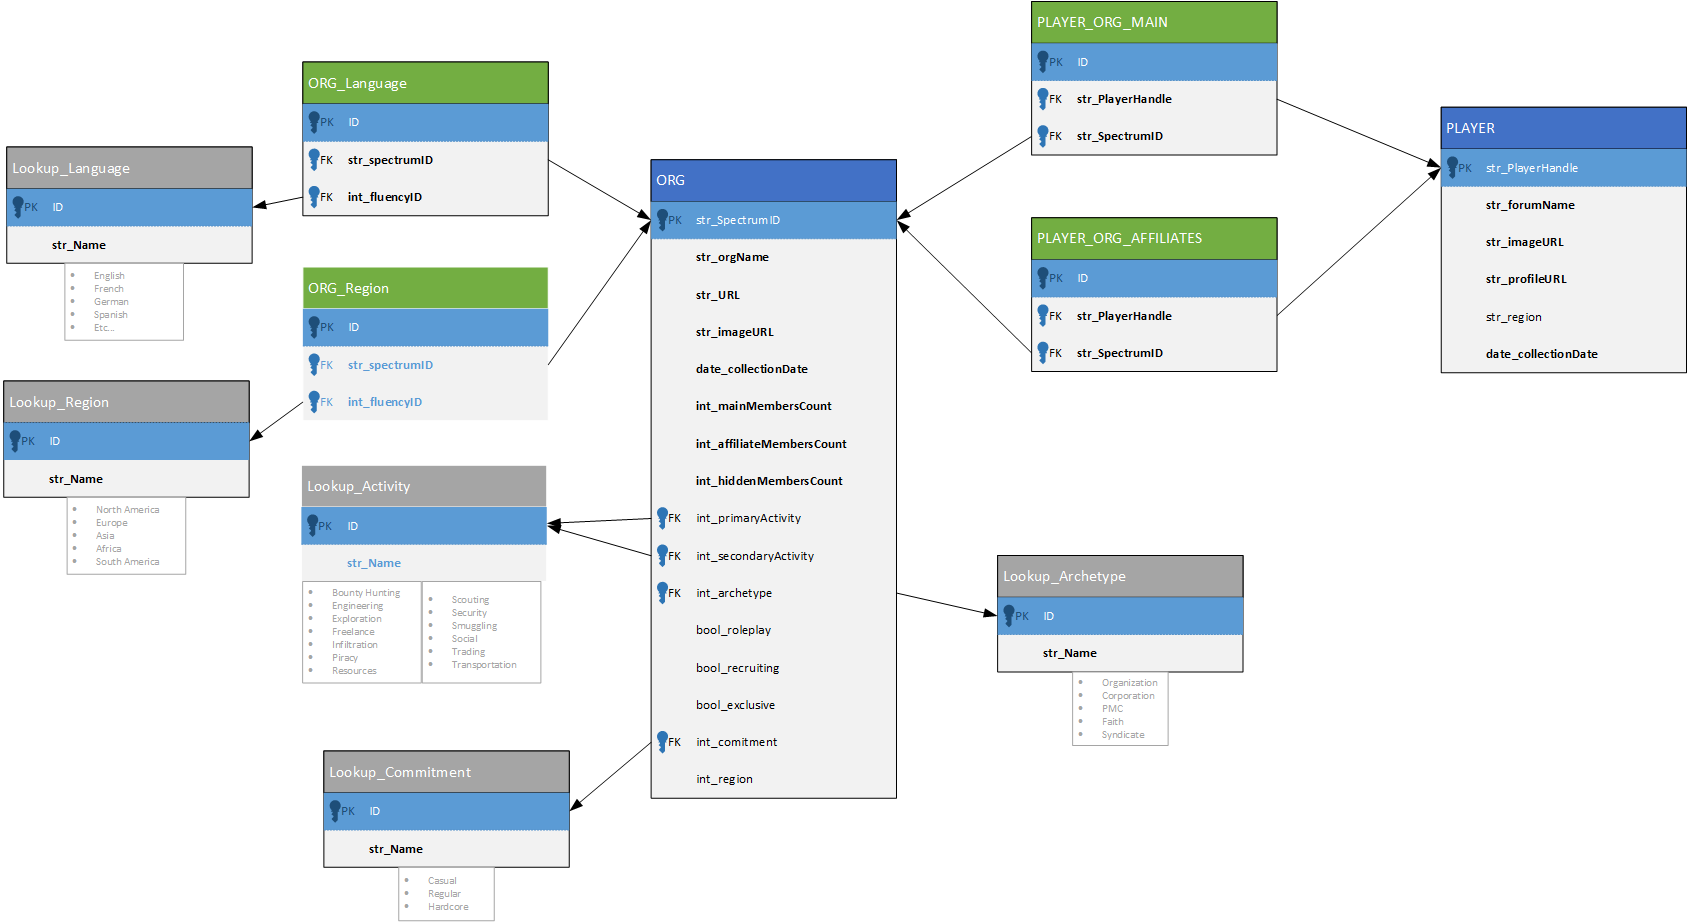 PLAYER_ORG_MAIN
PK ID
FK str_PlayerHandle
FK str_SpectrumID
ORG_Language
PK ID
FK str_spectrumID
FK int_fluencyID
PLAYER
PK str_PlayerHandle
str_forumName
str_imageURL
str_profileURL
str_region
date_collectionDate
Lookup_Language
PK ID
str_Name
English
French
German
Spanish
Etc...
ORG
PK str_SpectrumID
str_orgName
str_URL
str_imageURL
date_collectionDate
int_mainMembersCount
int_affiliateMembersCount
int_hiddenMembersCount
FK int_primaryActivity
FK int_secondaryActivity
FK int_archetype
bool_roleplay
bool_recruiting
bool_exclusive
FK int_comitment
int_region
PLAYER_ORG_AFFILIATES
PK ID
FK str_PlayerHandle
FK str_SpectrumID
ORG_Region
PK ID
FK str_spectrumID
FK int_fluencyID
Lookup_Region
PK ID
str_Name
North America
Europe
Asia
Africa
South America
Lookup_Activity
PK ID
str_Name
Bounty Hunting
Engineering
Exploration
Freelance
Infiltration
Piracy
Resources
Scouting
Security
Smuggling
Social
Trading
Transportation
Lookup_Archetype
PK ID
str_Name
Organization
Corporation
PMC
Faith
Syndicate
Lookup_Commitment
PK ID
str_Name
Casual
Regular
Hardcore